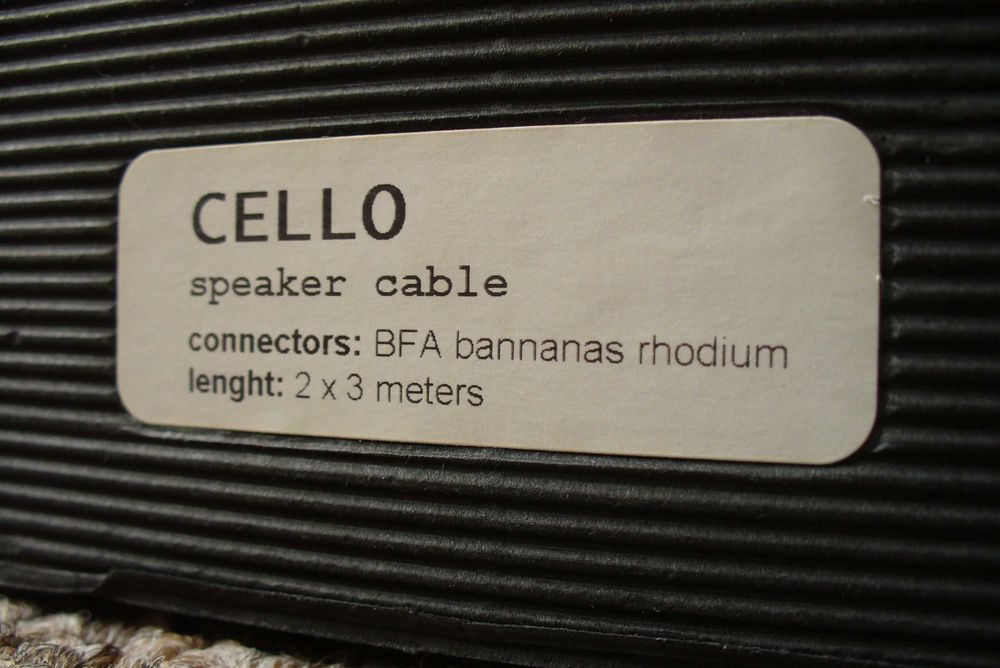 CELLO
speaker cable
connectors: BFA bannanas rhodium
lenght: 2 x 3 meters